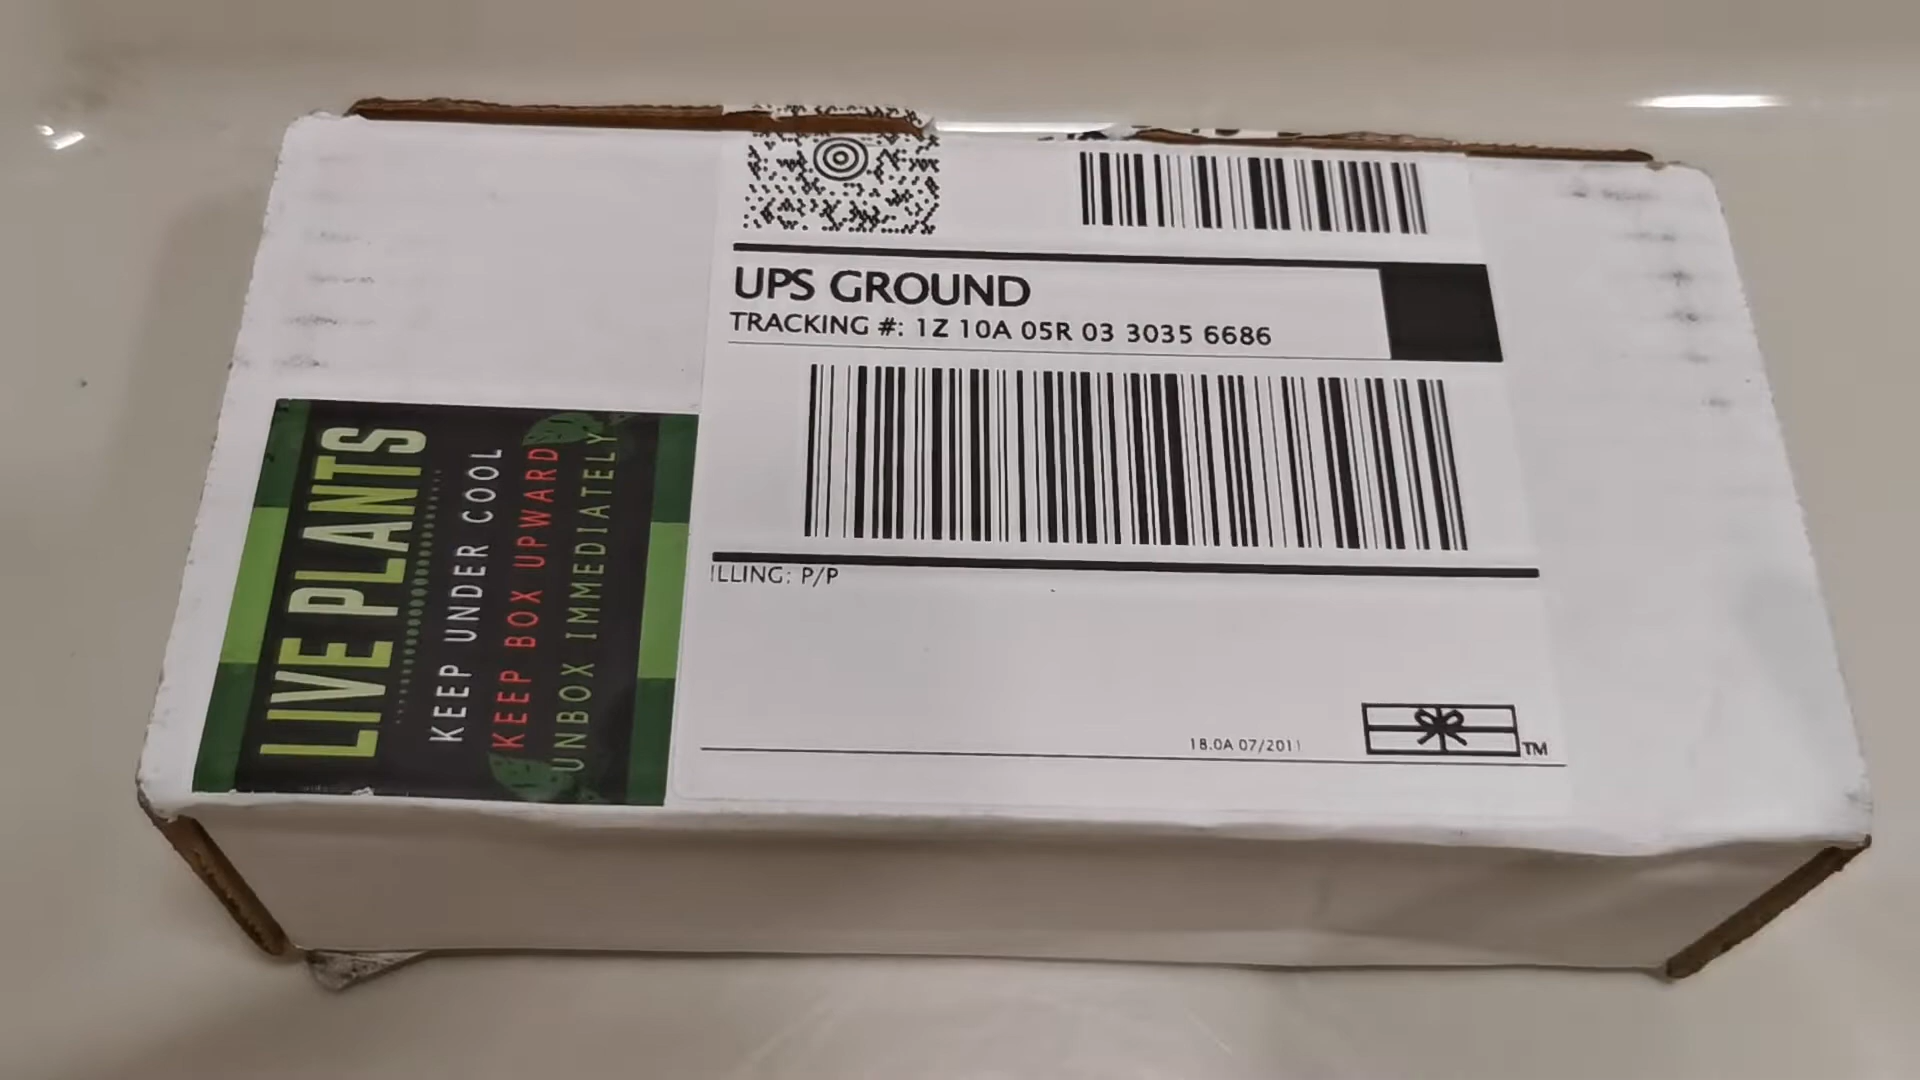 UPS GROUND
TRACKING #: 1Z 10A 05R 03 3035 6686
ILLING: P/P
18.0A 07/2011
TM
LIVE PLANTS
KEEP UNDER COOL
KEEP BOX UPWARD
UNBOX IMMEDIATELY